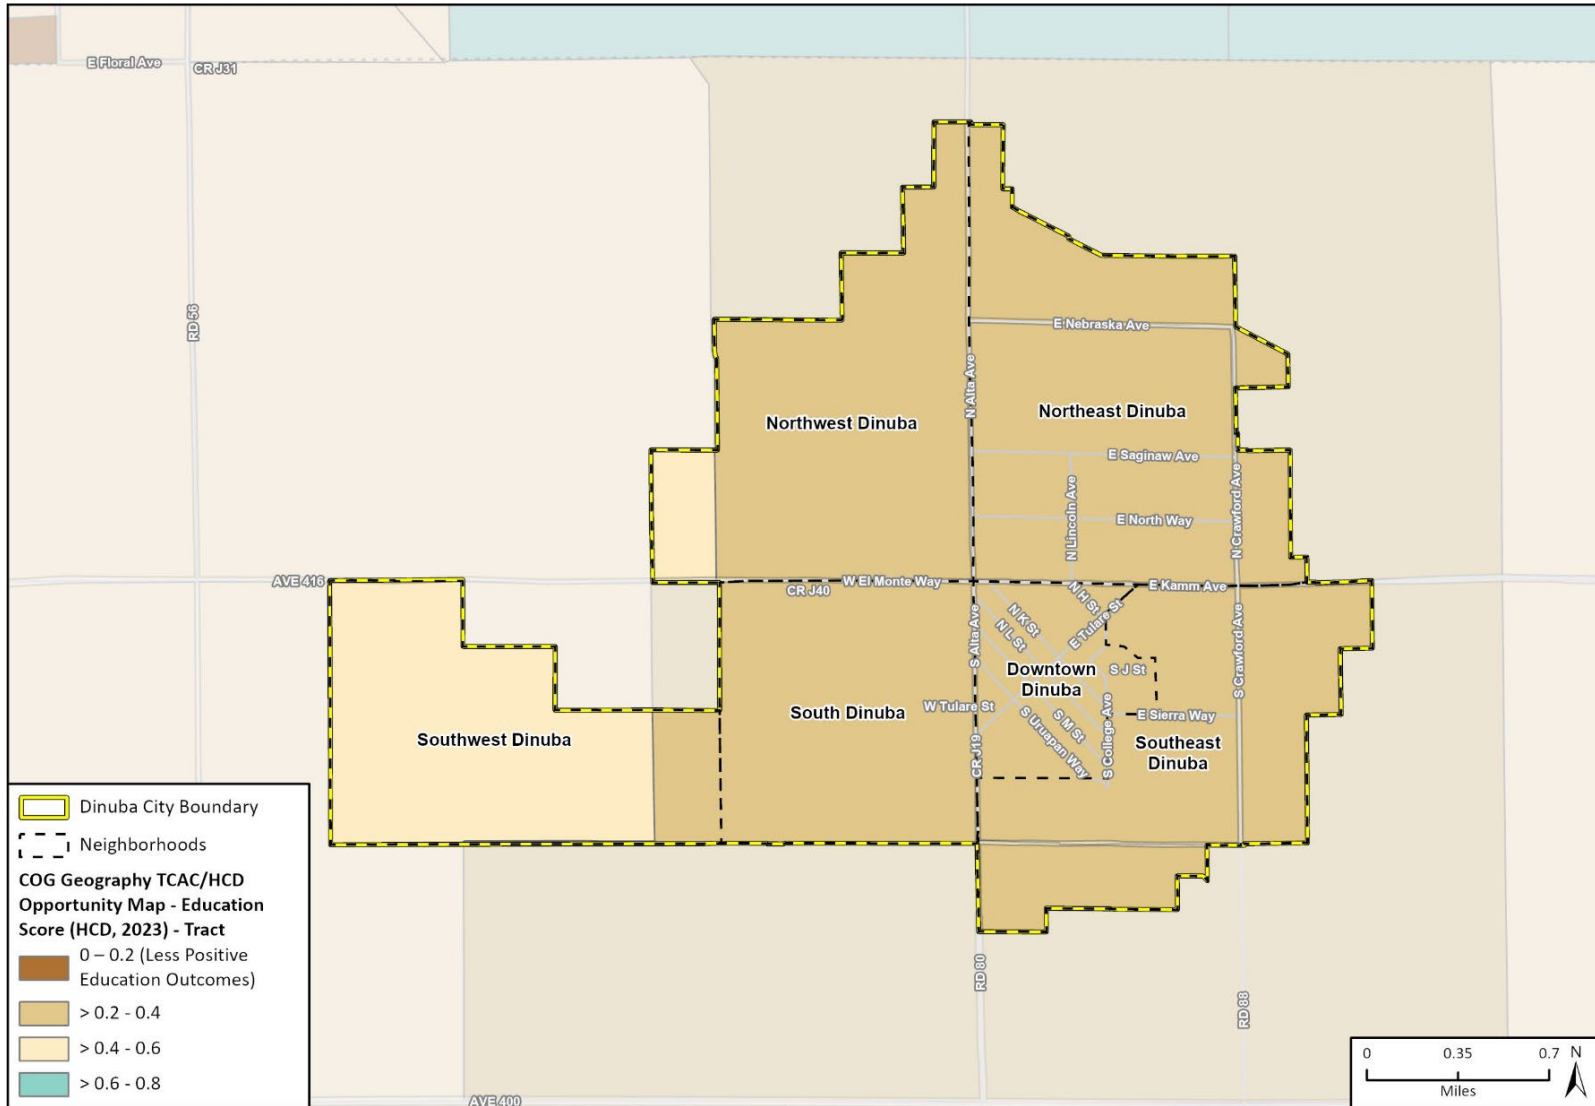 E Floral Ave
CR J31
RD 56
E Nebraska Ave
N Alta Ave
Northwest Dinuba
Northeast Dinuba
E Saginaw Ave
N Lincoln Ave
N Crawford Ave
E North Way
AVE 416
W El Monte Way
CR J40
E Kamm Ave
N H St
N K St
E Tulare St
N L St
S Alta Ave
S Crawford Ave
Downtown
Dinuba
S J St
South Dinuba
W Tulare St
S M St
S Uruapan Way
S College Ave
E Sierra Way
Southwest Dinuba
Southeast
Dinuba
CR J19
RD 80
RD 88
AVE 400
Dinuba City Boundary
Neighborhoods
COG Geography TCAC/HCD
Opportunity Map - Education
Score (HCD, 2023) - Tract
0 – 0.2 (Less Positive
Education Outcomes)
> 0.2 - 0.4
> 0.4 - 0.6
> 0.6 - 0.8
0 0.35 0.7
Miles
N